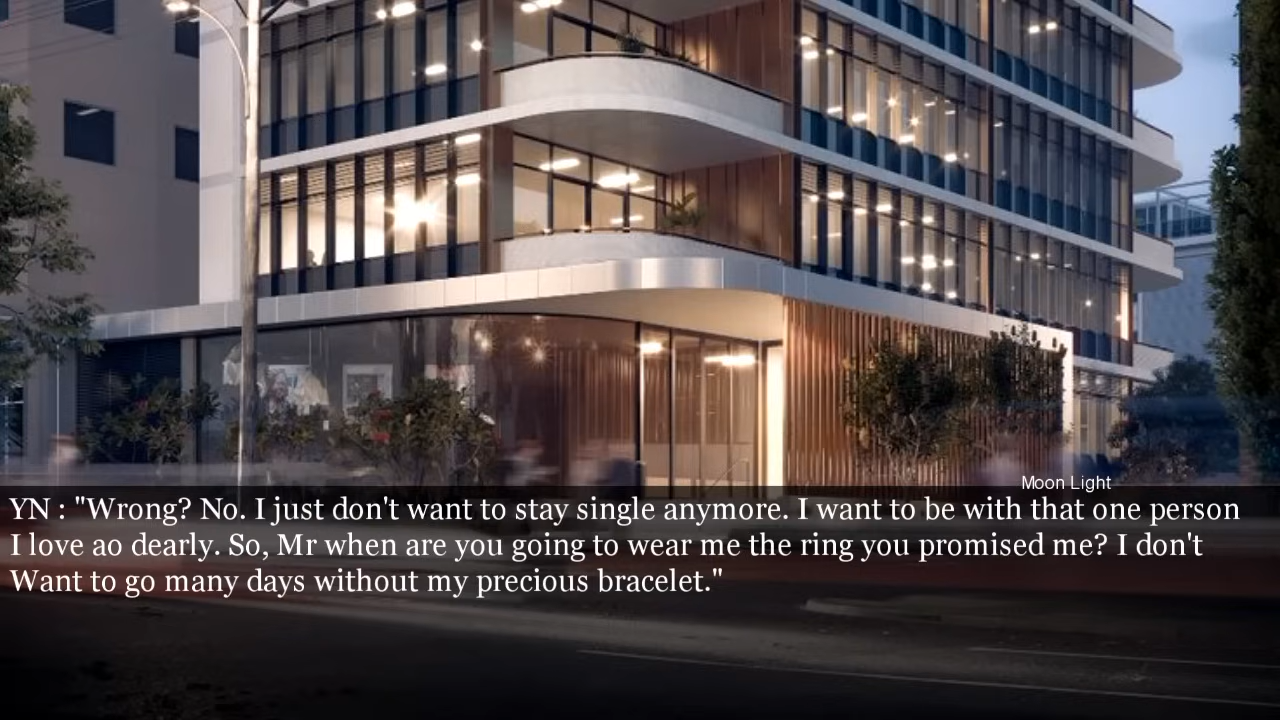 Moon Light
YN : "Wrong? No. I just don't want to stay single anymore. I want to be with that one person
I love ao dearly. So, Mr when are you going to wear me the ring you promised me? I don't
Want to go many days without my precious bracelet."